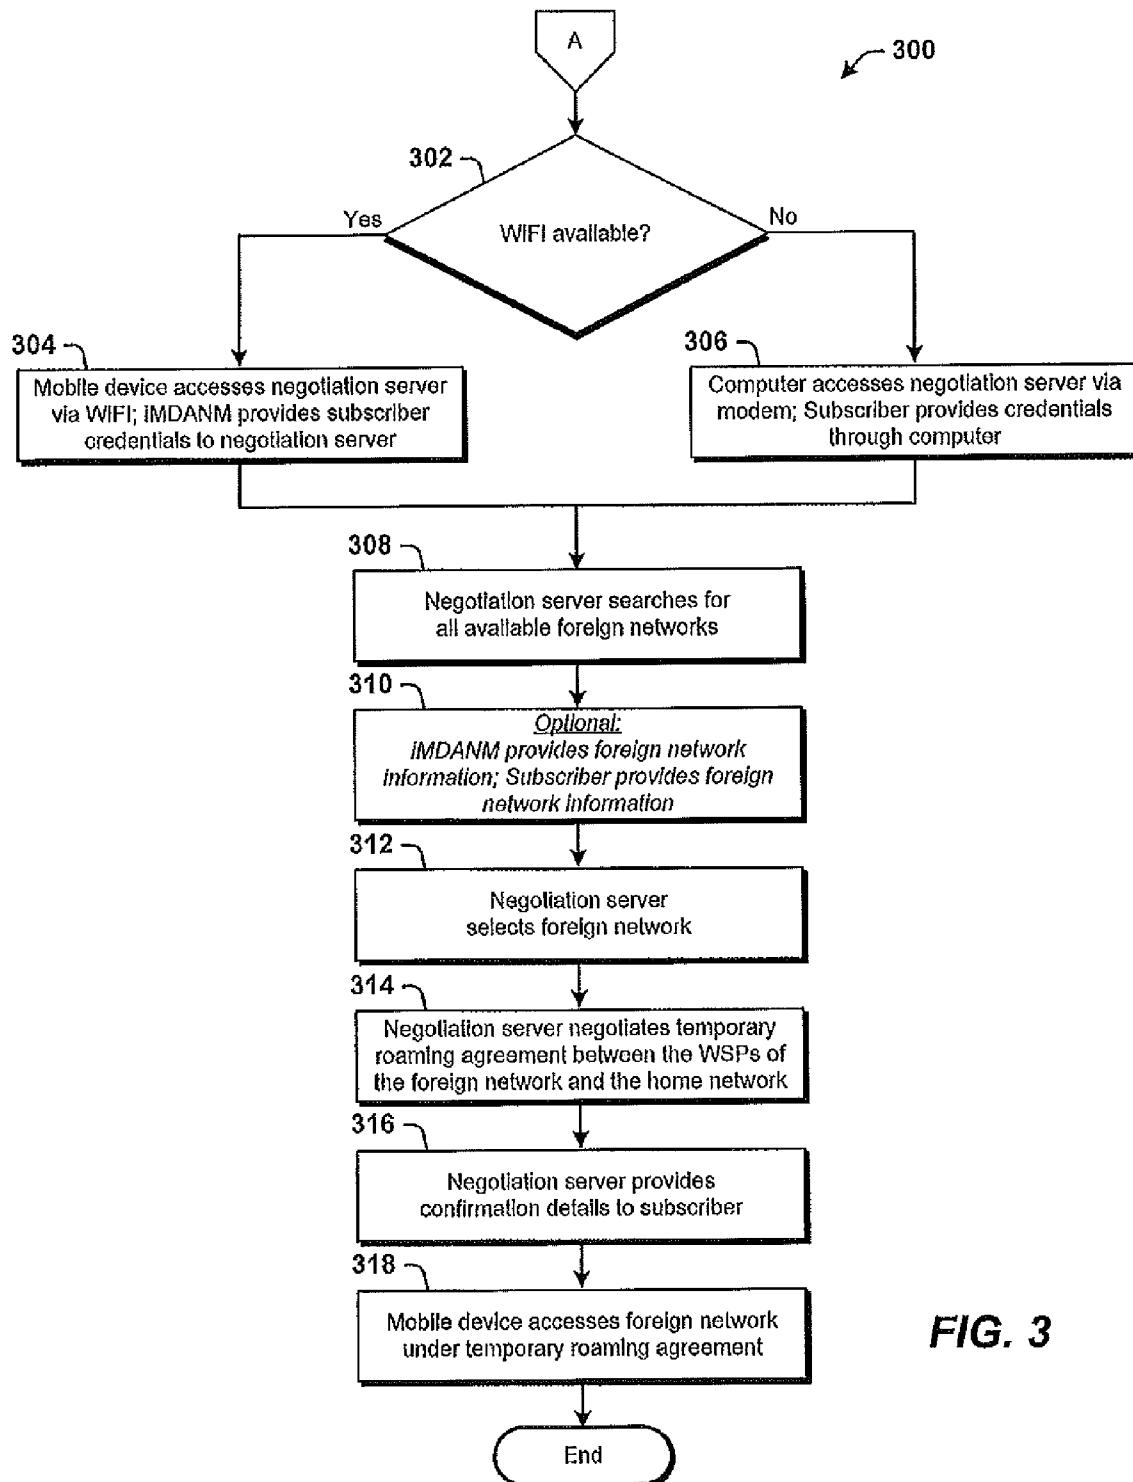 A
300
302
WIFI available?
Yes
No
304
Mobile device accesses negotiation server
via WIFI; iMDANM provides subscriber
credentials to negotiation server
306
Computer accesses negotiation server via
modem; Subscriber provides credentials
through computer
308
Negotiation server searches for
all available foreign networks
310
Optional:
iMDANM provides foreign network
information; Subscriber provides foreign
network information
312
Negotiation server
selects foreign network
314
Negotiation server negotiates temporary
roaming agreement between the WSPs of
the foreign network and the home network
316
Negotiation server provides
confirmation details to subscriber
318
Mobile device accesses foreign network
under temporary roaming agreement
FIG. 3
End